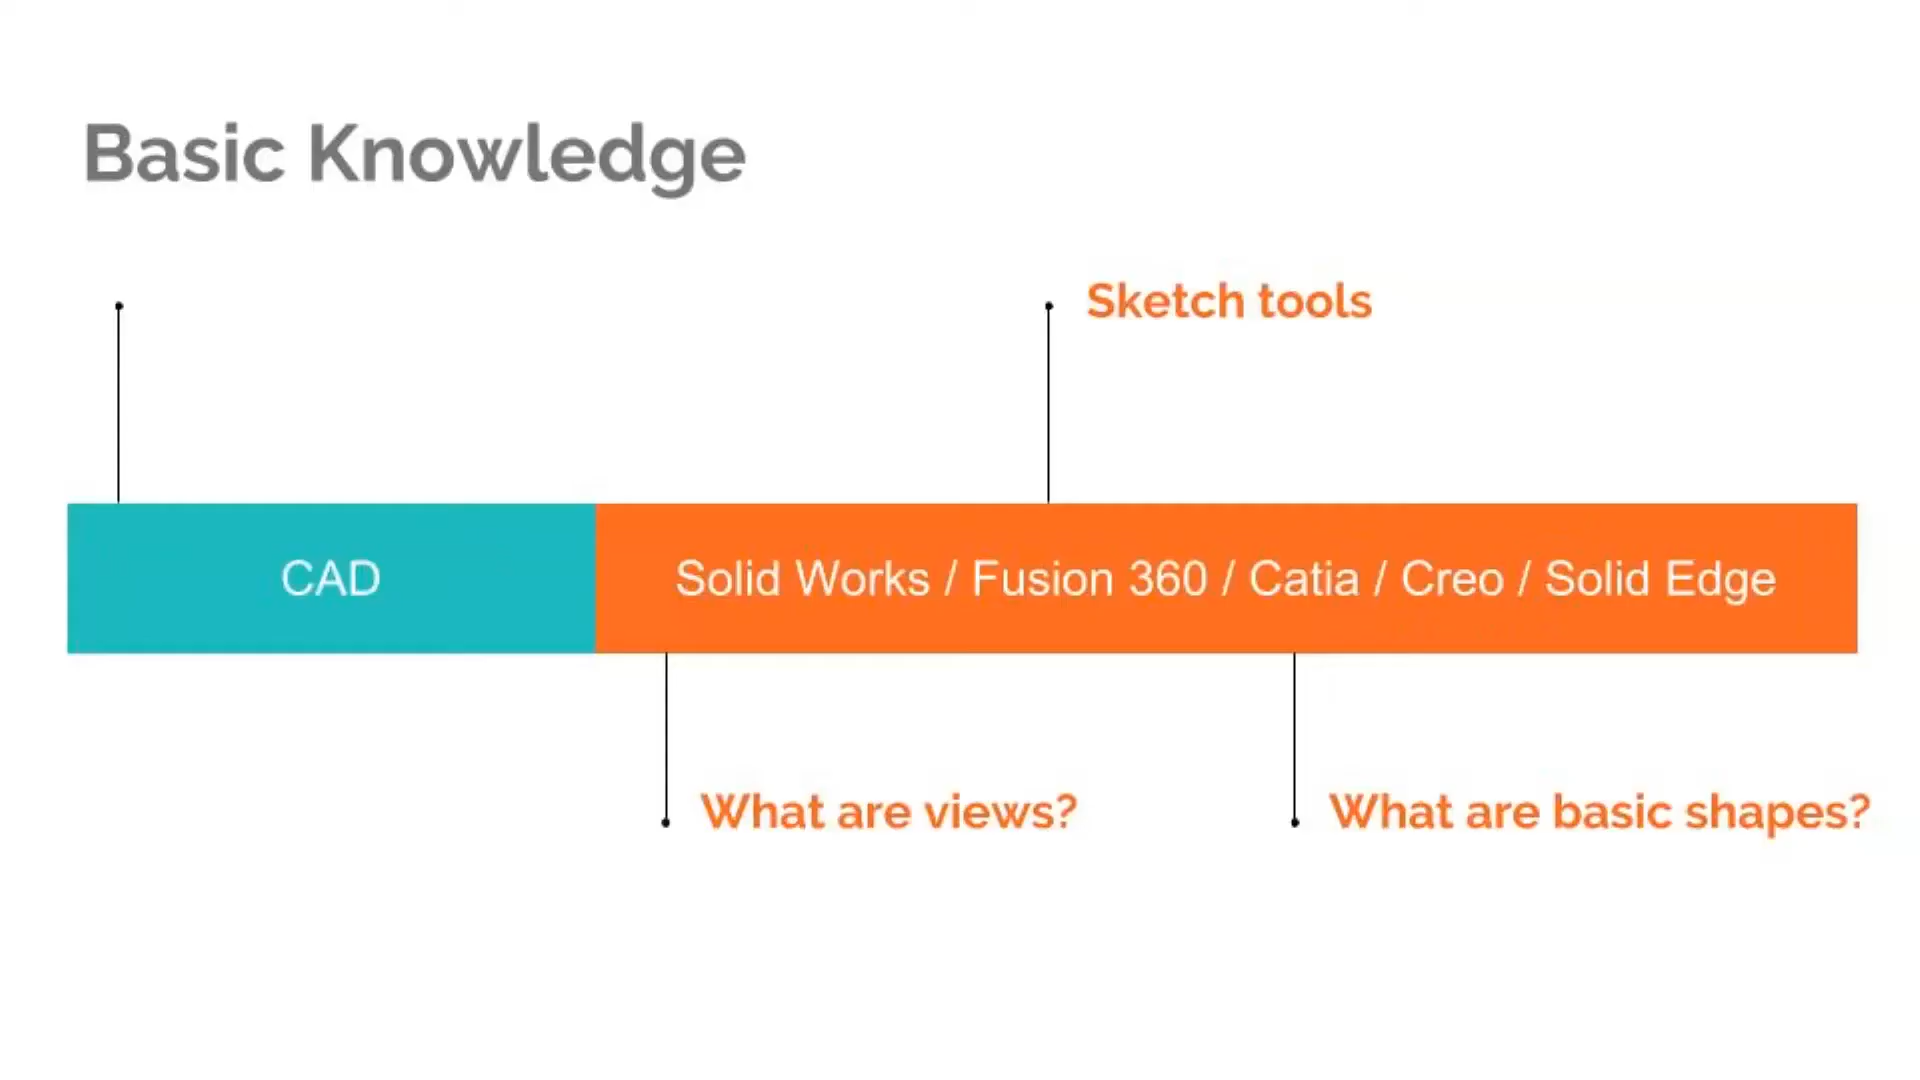 Basic Knowledge
Sketch tools
CAD
Solid Works / Fusion 360 / Catia / Creo / Solid Edge
What are views?
What are basic shapes?